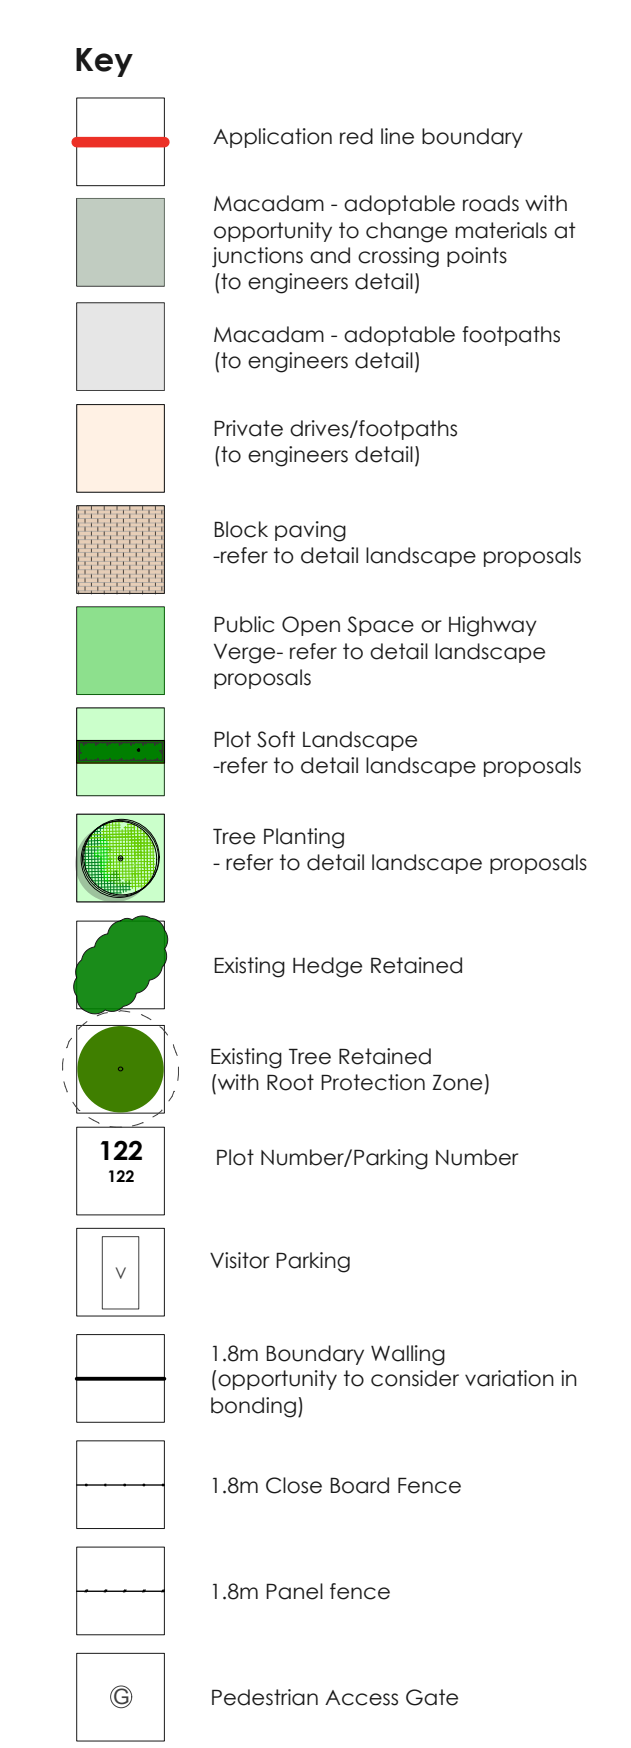 Key
Application red line boundary
Macadam - adoptable roads with
opportunity to change materials at
junctions and crossing points
(to engineers detail)
Macadam - adoptable footpaths
(to engineers detail)
Private drives/footpaths
(to engineers detail)
Block paving
-refer to detail landscape proposals
Public Open Space or Highway
Verge- refer to detail landscape
proposals
Plot Soft Landscape
-refer to detail landscape proposals
Tree Planting
- refer to detail landscape proposals
Existing Hedge Retained
Existing Tree Retained
(with Root Protection Zone)
122
122
Plot Number/Parking Number
V
Visitor Parking
1.8m Boundary Walling
(opportunity to consider variation in
bonding)
1.8m Close Board Fence
1.8m Panel fence
G
Pedestrian Access Gate